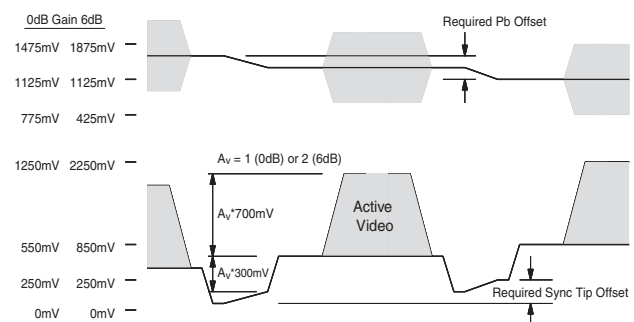 0dB Gain 6dB
Required Pb Offset
1475mV 1875mV
1125mV 1125mV
775mV 425mV
1250mV 2250mV
Av = 1 (0dB) or 2 (6dB)
Av*700mV
Active
Video
550mV 850mV
Av*300mV
250mV 250mV
Required Sync Tip Offset
0mV 0mV